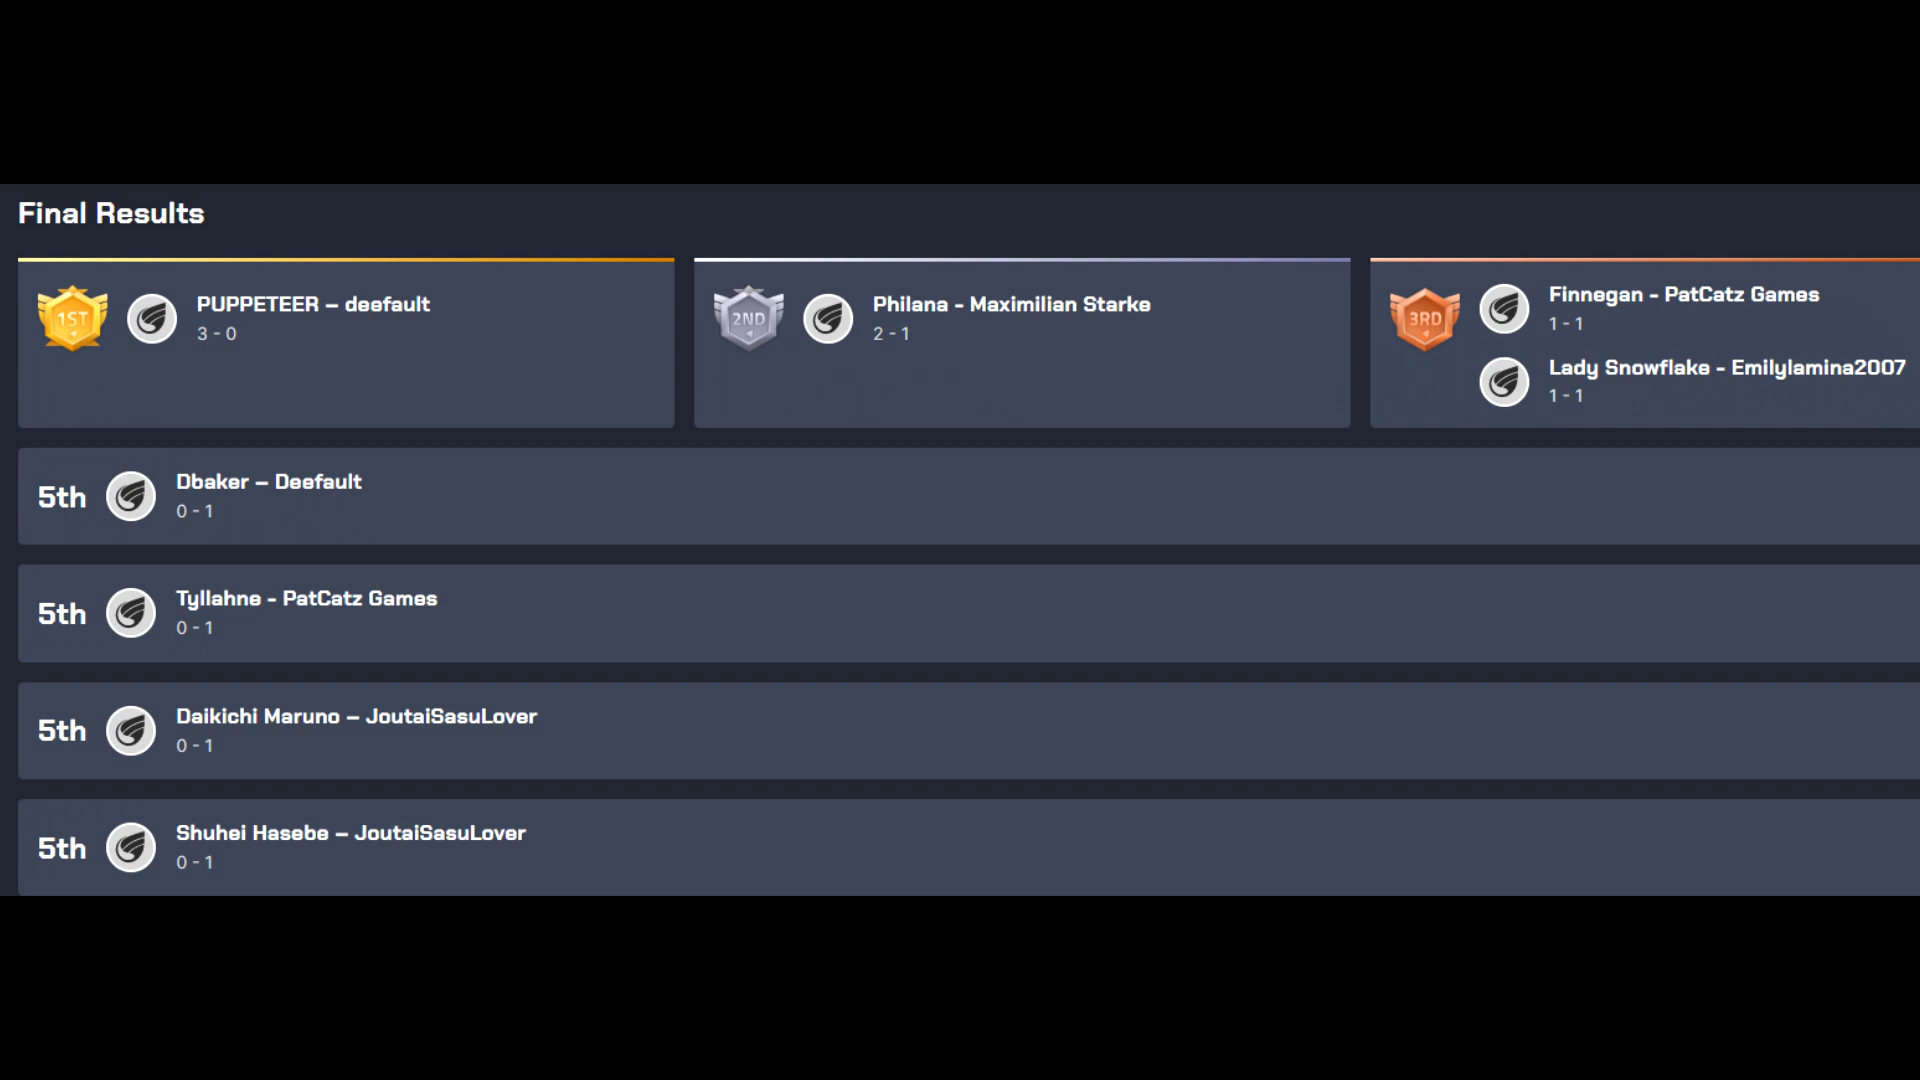 Final Results
1ST
PUPPETEER – deefault
3 - 0
2ND
Philana - Maximilian Starke
2 - 1
3RD
Finnegan - PatCatz Games
1 - 1
Lady Snowflake - Emilylamina2007
1 - 1
5th
Dbaker – Deefault
0 - 1
5th
Tyllahne - PatCatz Games
0 - 1
5th
Daikichi Maruno – JoutaiSasuLover
0 - 1
5th
Shuhei Hasebe – JoutaiSasuLover
0 - 1